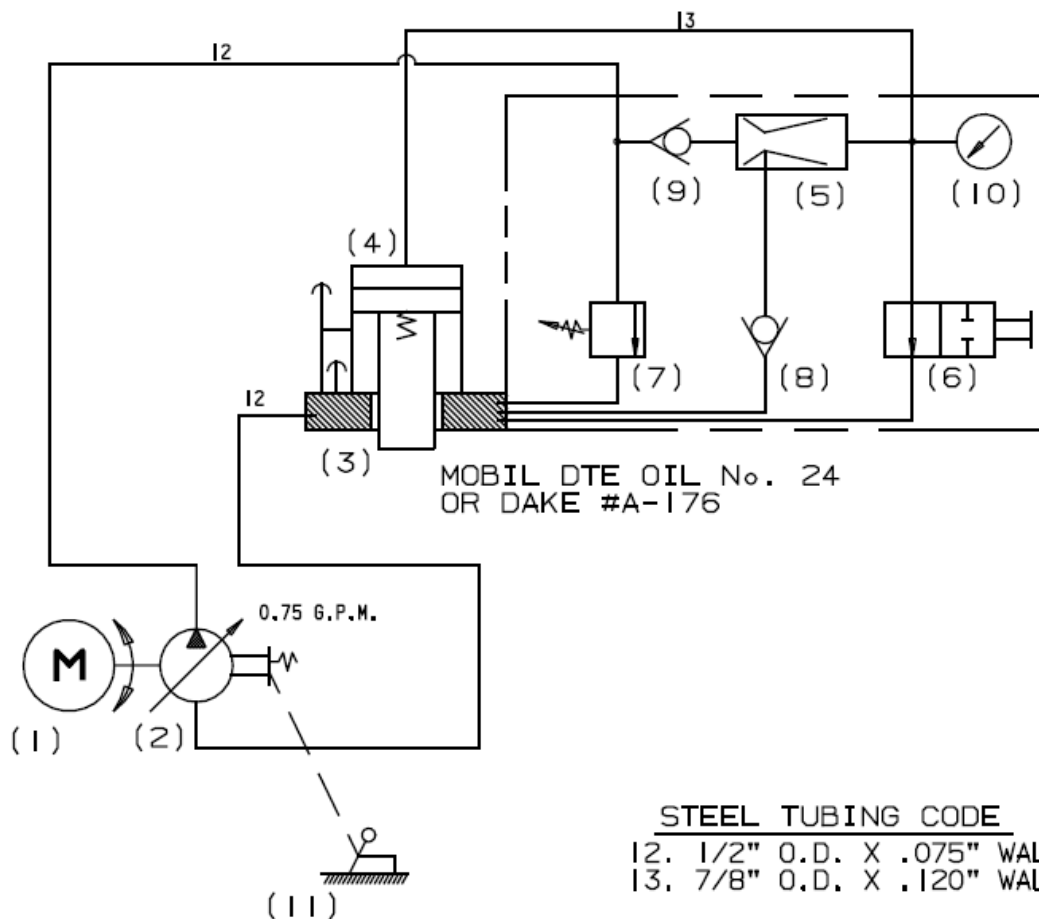 12
13
(9)
(5)
(10)
(4)
(7)
(8)
(6)
12
(3)
MOBIL DTE OIL No. 24
OR DAKE #A-176
0.75 G.P.M.
M
(1)
(2)
STEEL TUBING CODE
12. 1/2" O.D. X .075" WAL
13. 7/8" O.D. X .120" WAL
(11)